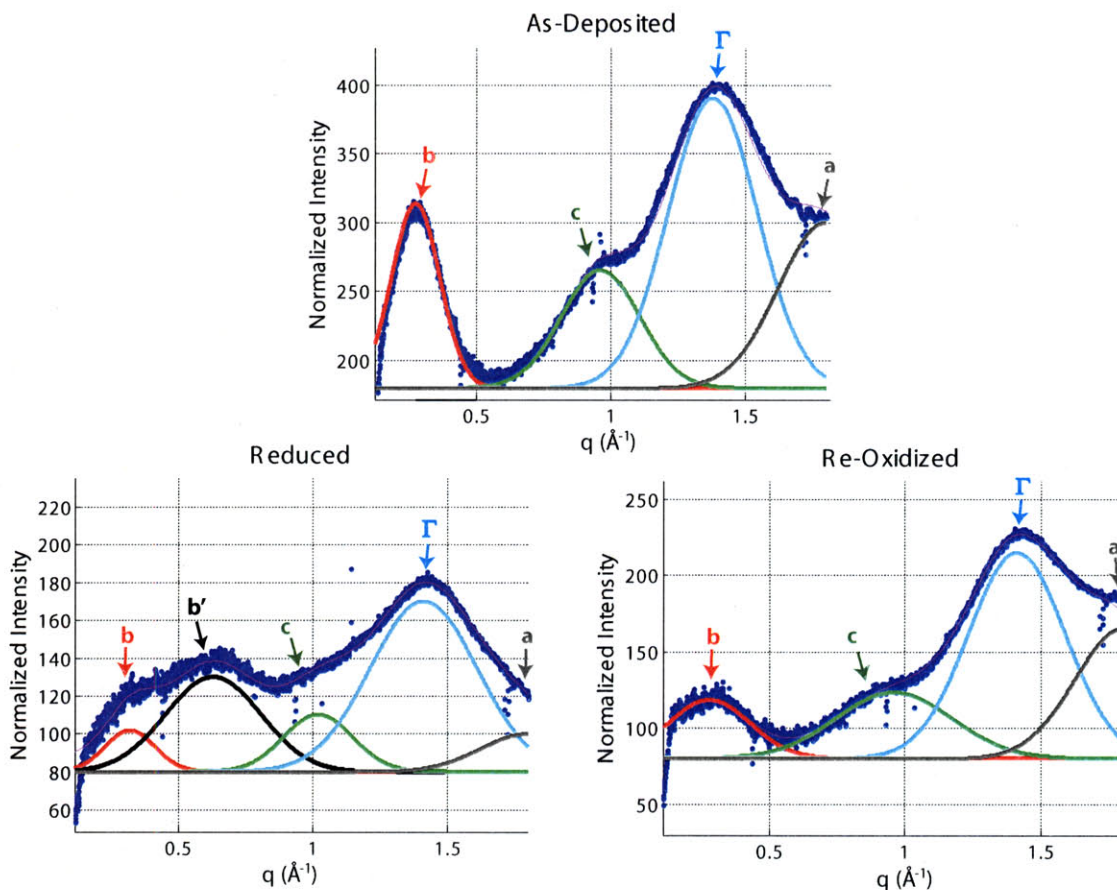 As-Deposited
Γ
b
c
a
400
350
300
250
200
0.5
1
1.5
Normalized Intensity
q (Å⁻¹)
Reduced
b
b′
c
Γ
a
220
200
180
160
140
120
100
80
60
0.5
1
1.5
Normalized Intensity
q (Å⁻¹)
Re-Oxidized
b
c
Γ
a
250
200
150
100
50
0.5
1
1.5
Normalized Intensity
q (Å⁻¹)